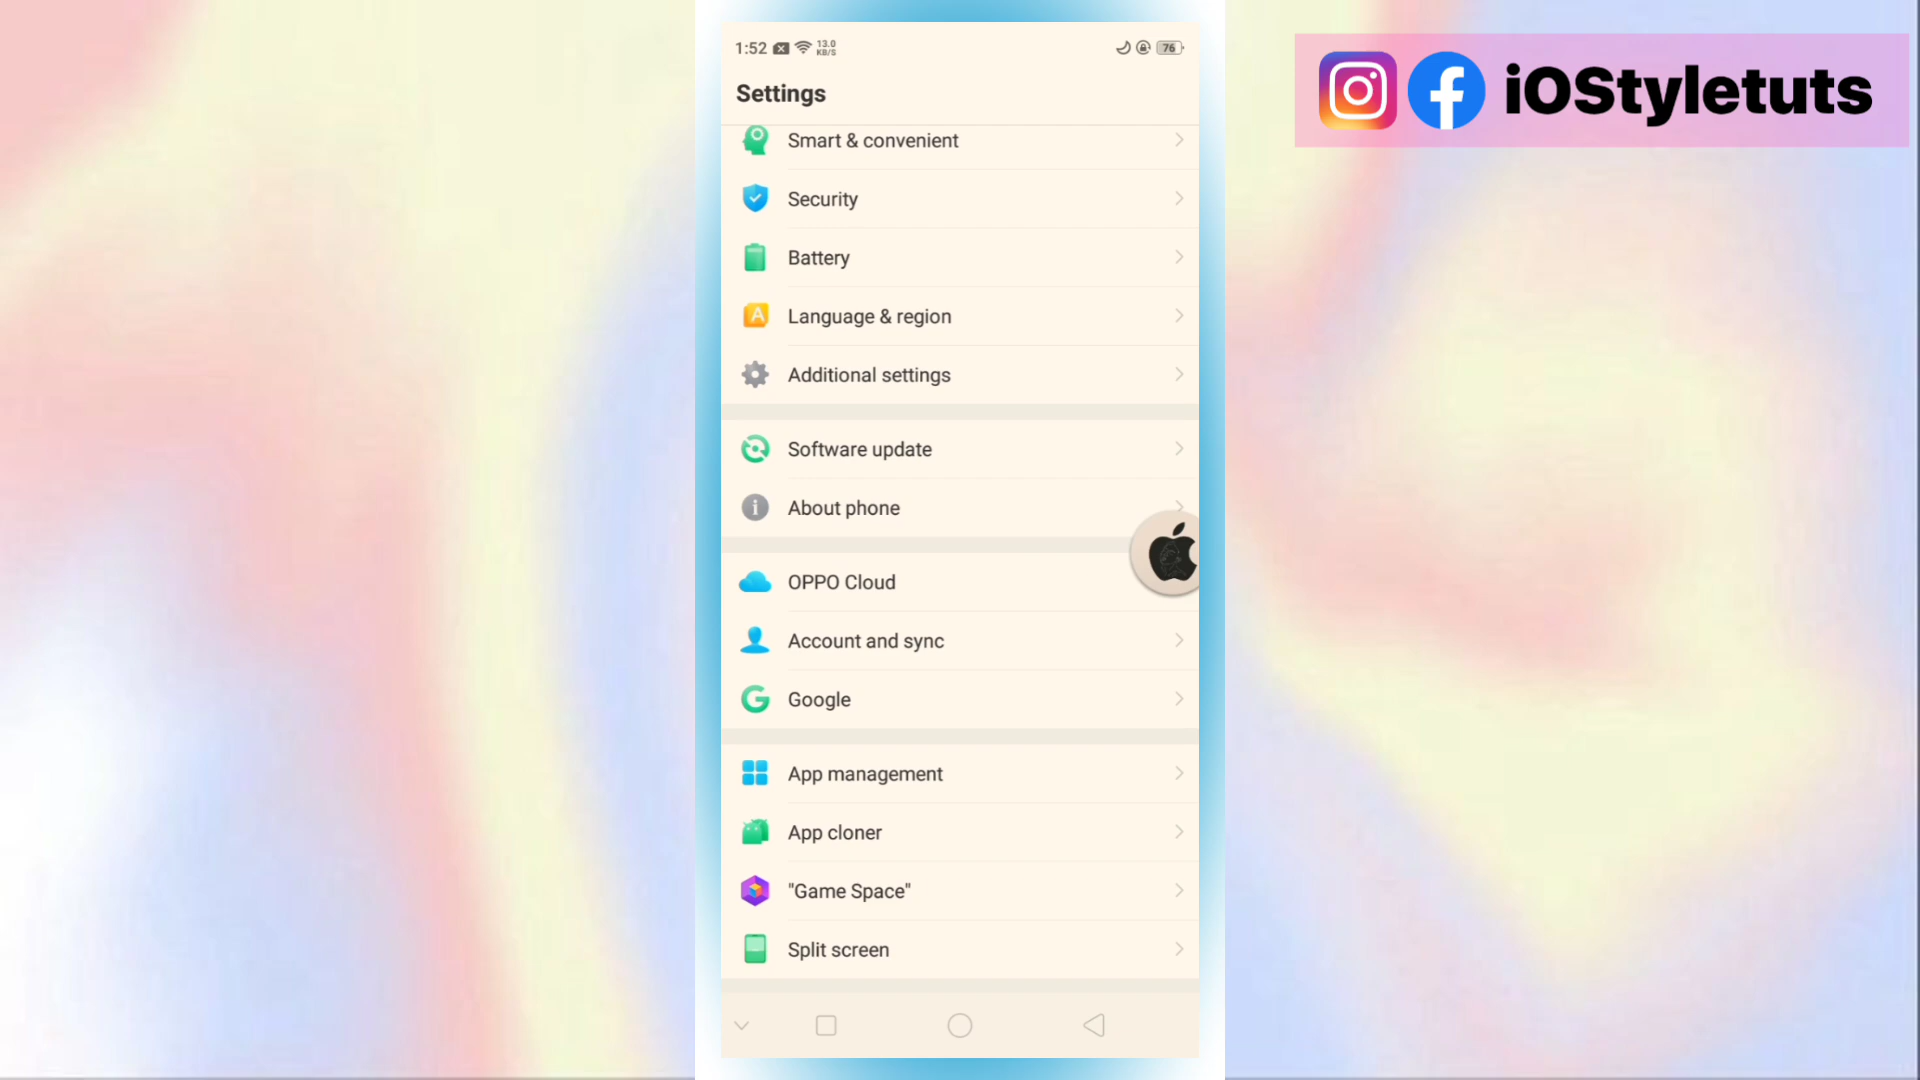 1:52 13.0 KB/S 76
iOStyletuts
Settings
Smart & convenient
Security
Battery
A Language & region
Additional settings
Software update
i About phone
OPPO Cloud
Account and sync
G Google
App management
App cloner
"Game Space"
Split screen